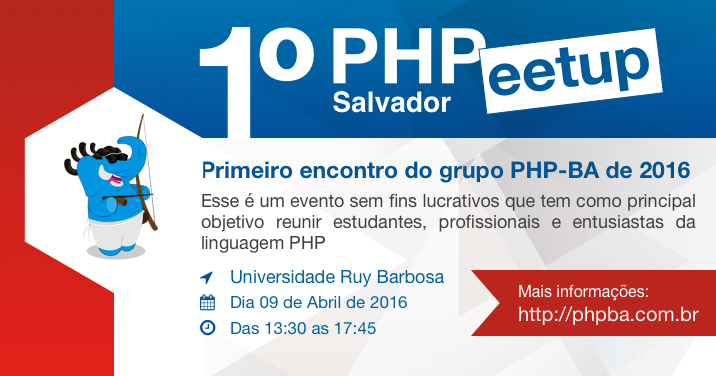 1º PHPeetup
Salvador
Primeiro encontro do grupo PHP-BA de 2016
Esse é um evento sem fins lucrativos que tem como principal
objetivo reunir estudantes, profissionais e entusiastas da
linguagem PHP
Universidade Ruy Barbosa
Dia 09 de Abril de 2016
Das 13:30 as 17:45
Mais informações:
http://phpba.com.br